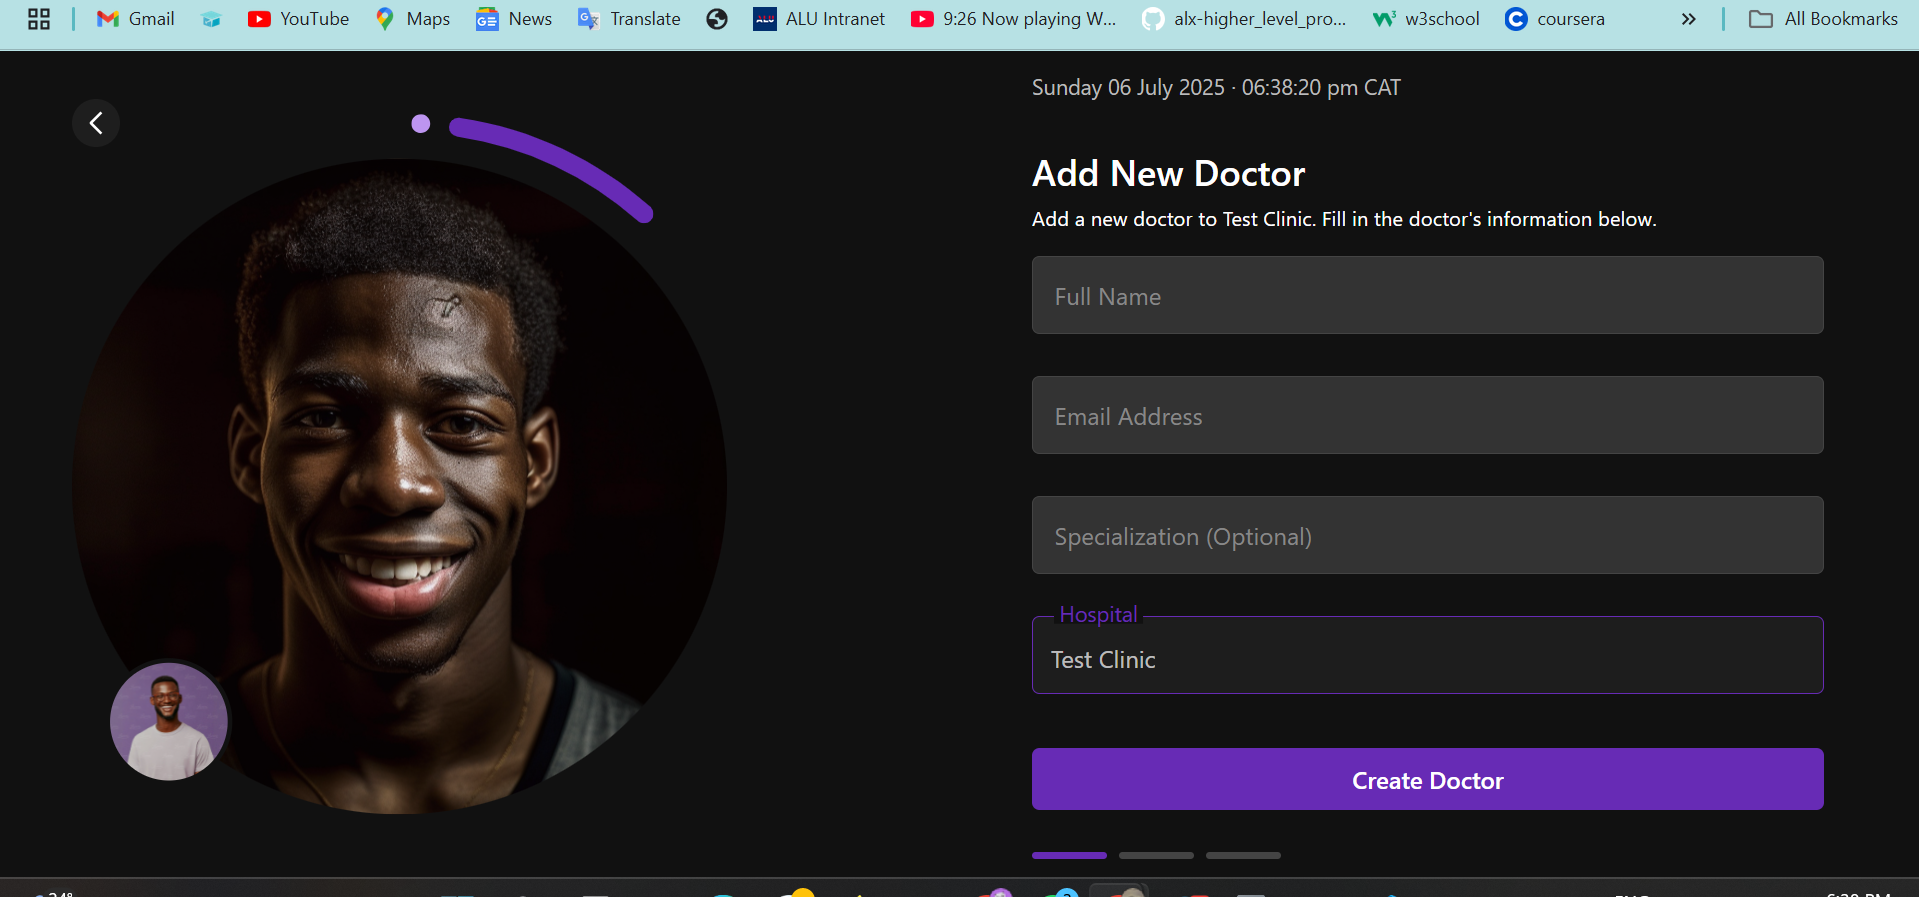 Gmail
YouTube
Maps
News
Translate
ALU
ALU Intranet
9:26 Now playing W...
alx-higher_level_pro...
w3school
coursera
All Bookmarks
Sunday 06 July 2025 · 06:38:20 pm CAT
Add New Doctor
Add a new doctor to Test Clinic. Fill in the doctor's information below.
Full Name
Email Address
Specialization (Optional)
Hospital
Test Clinic
Create Doctor